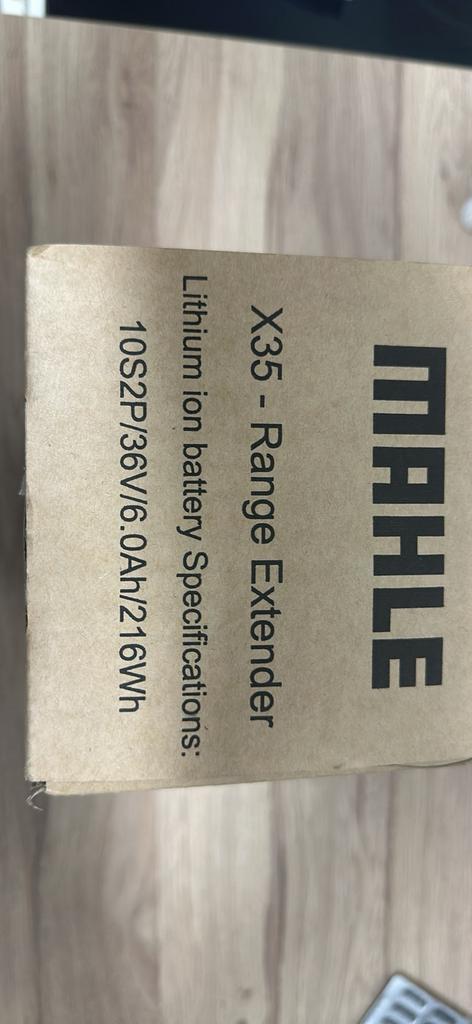 MAHLE
X35 - Range Extender
Lithium ion battery Specifications:
10S2P/36V/6.0Ah/216Wh